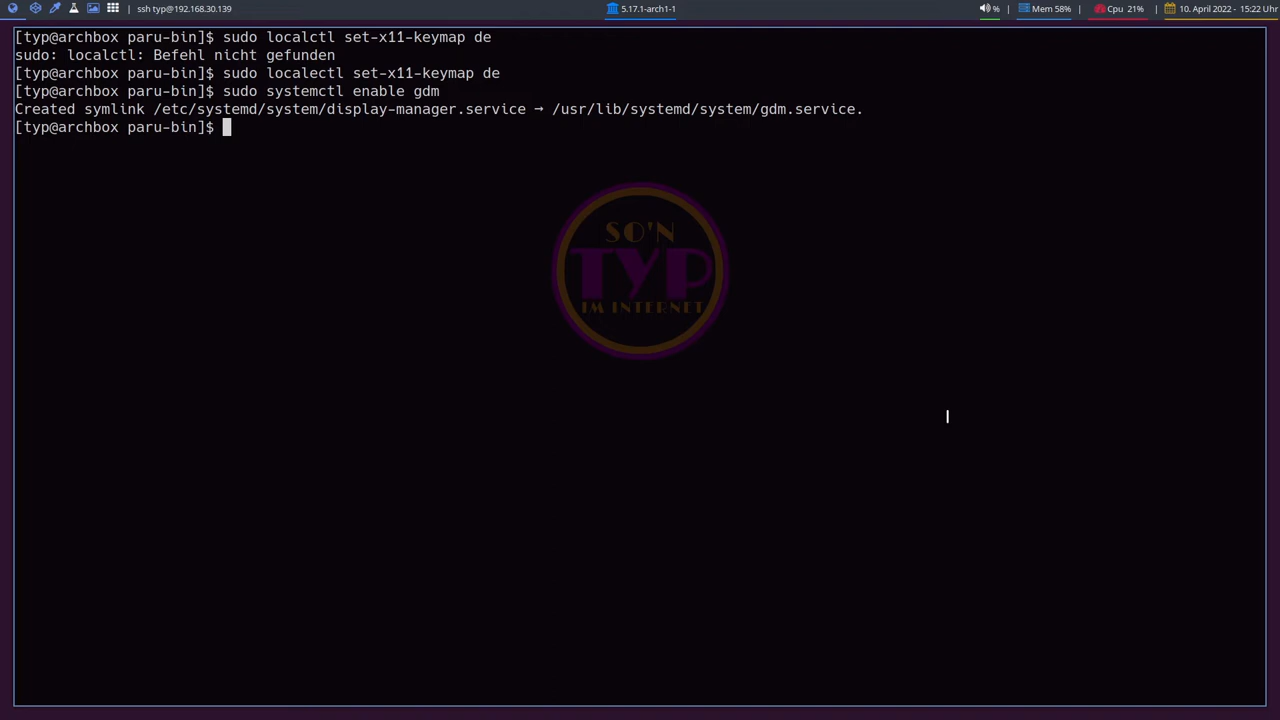 ssh typ@192.168.30.139
5.17.1-arch1-1
% | Mem 58% | Cpu 21% | 10. April 2022 - 15:22 Uhr
[typ@archbox paru-bin]$ sudo localctl set-x11-keymap de
sudo: localctl: Befehl nicht gefunden
[typ@archbox paru-bin]$ sudo localectl set-x11-keymap de
[typ@archbox paru-bin]$ sudo systemctl enable gdm
Created symlink /etc/systemd/system/display-manager.service → /usr/lib/systemd/system/gdm.service.
[typ@archbox paru-bin]$
SO'N
TYP
IM INTERNET